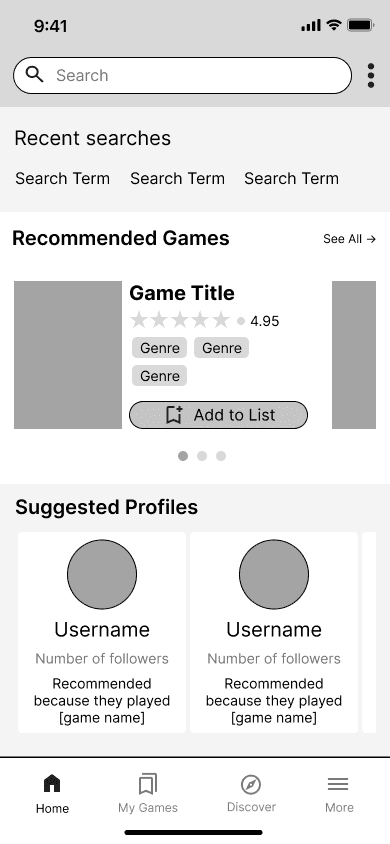 9:41
Search
Recent searches
Search Term Search Term Search Term
Recommended Games See All →
Game Title
4.95
Genre Genre
Genre
Add to List
Suggested Profiles
Username
Number of followers
Recommended
because they played
[game name]
Username
Number of followers
Recommended
because they played
[game name]
Home My Games Discover More